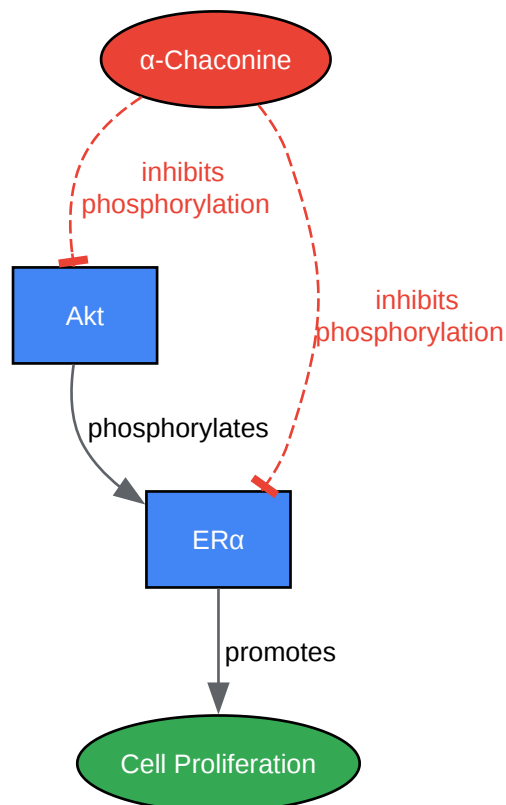 α-Chaconine
inhibits
phosphorylation
inhibits
phosphorylation
Akt
phosphorylates
ERα
promotes
Cell Proliferation